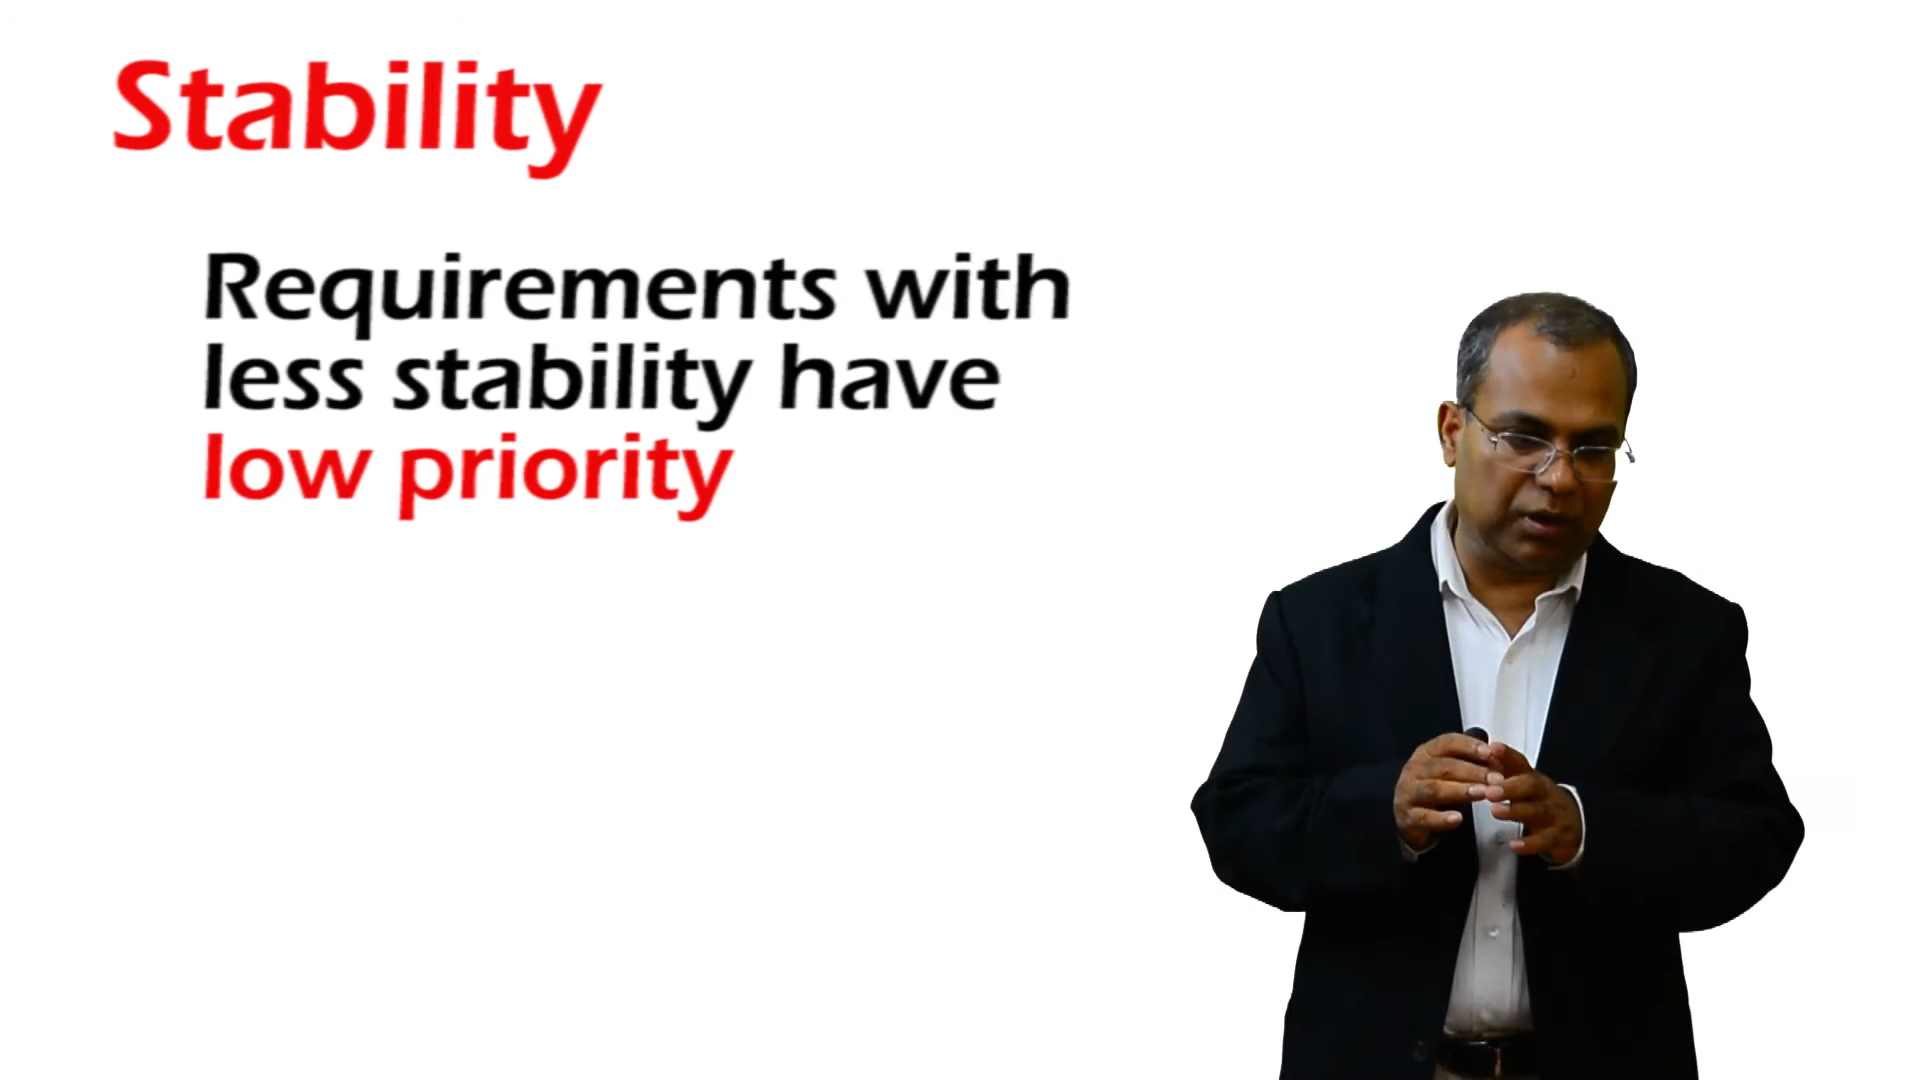 Stability
Requirements with
less stability have
low priority